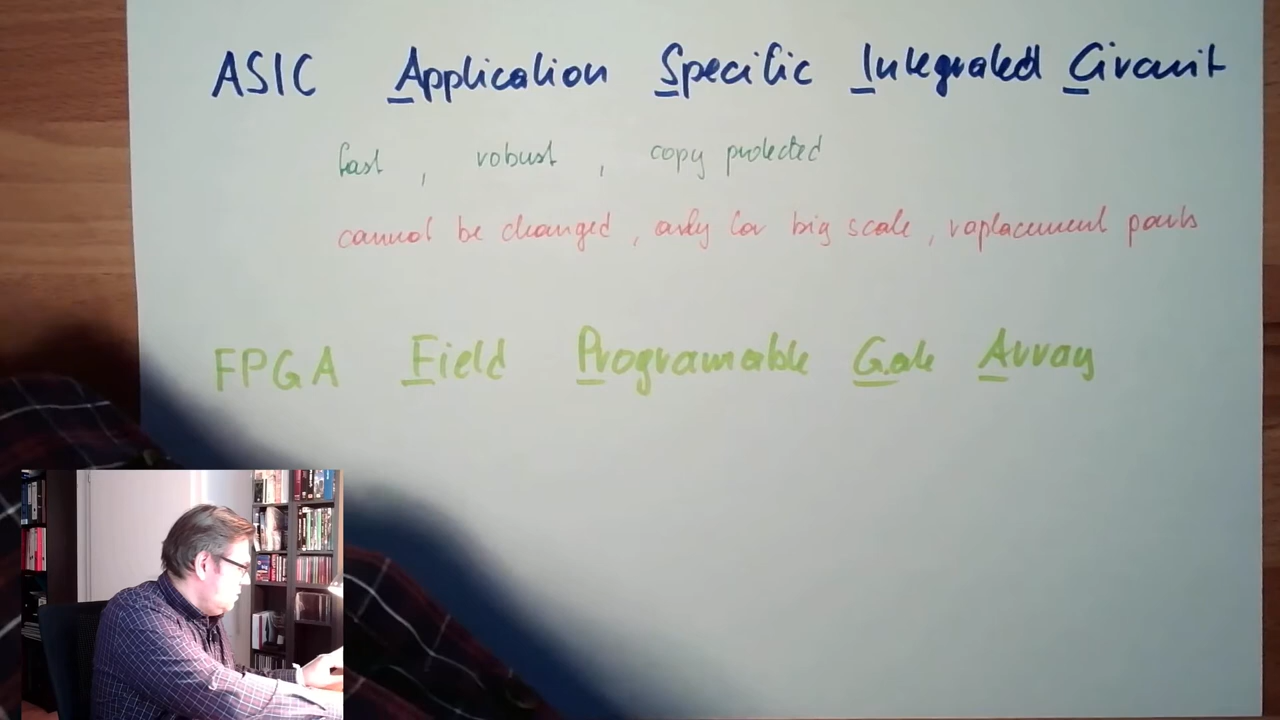 ASIC Application Specific Integrated Circuit
fast , robust , copy protected
cannot be changed , only for big scale , replacement parts
FPGA Field Programable Gate Array